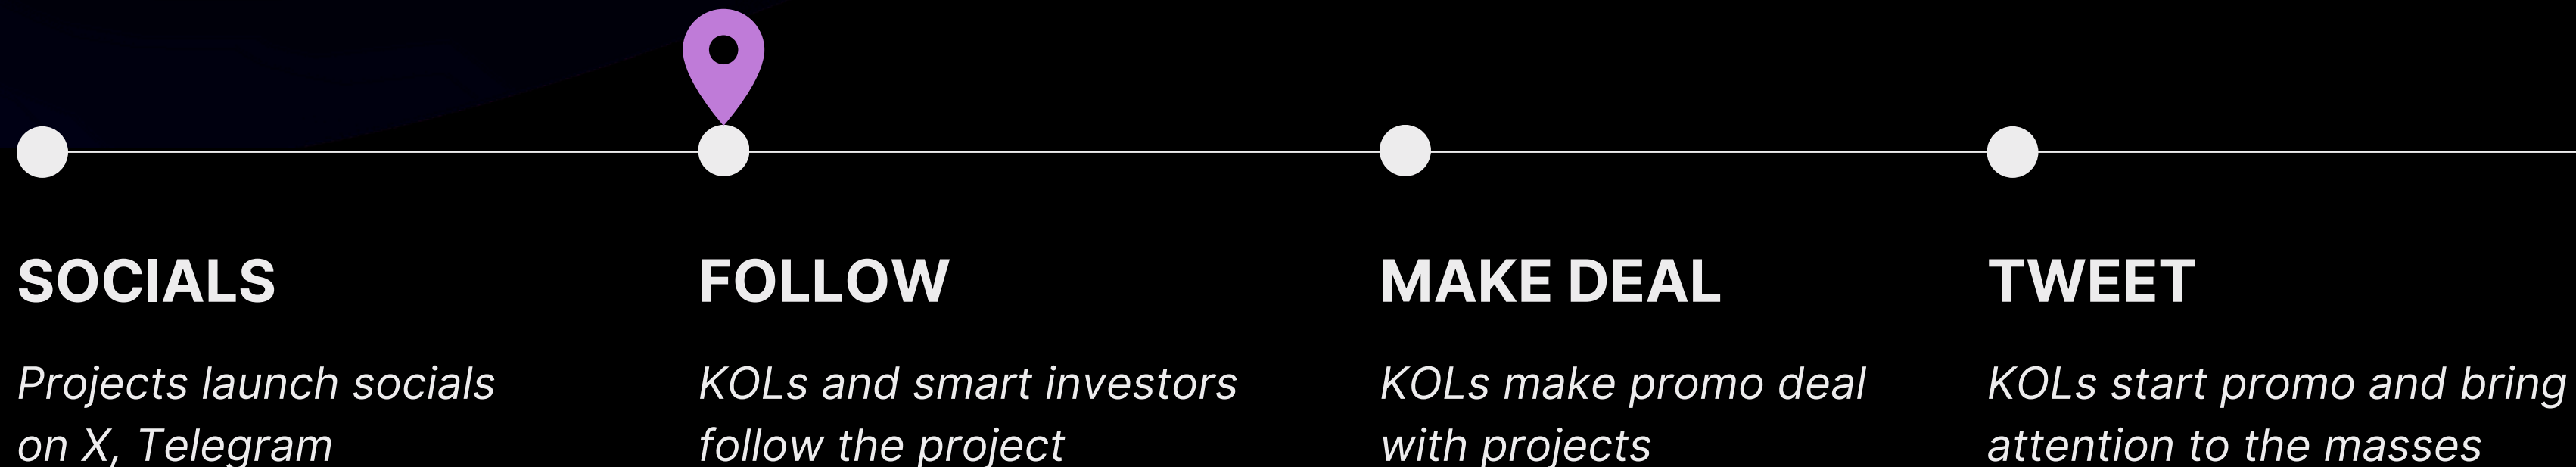 SOCIALS
Projects launch socials
on X, Telegram
FOLLOW
KOLs and smart investors
follow the project
MAKE DEAL
KOLs make promo deal
with projects
TWEET
KOLs start promo and bring
attention to the masses